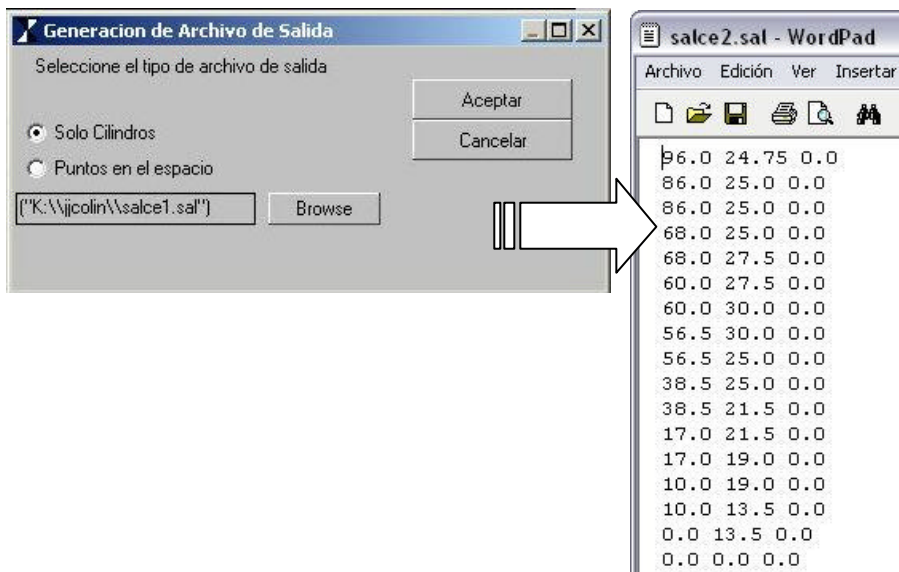 Generacion de Archivo de Salida
Seleccione el tipo de archivo de salida
Aceptar
Cancelar
Solo Cilindros
Puntos en el espacio
("K:\\jjcolin\\salce1.sal")
Browse
salce2.sal - WordPad
Archivo Edición Ver Insertar
96.0 24.75 0.0
86.0 25.0 0.0
86.0 25.0 0.0
68.0 25.0 0.0
68.0 27.5 0.0
60.0 27.5 0.0
60.0 30.0 0.0
56.5 30.0 0.0
56.5 25.0 0.0
38.5 25.0 0.0
38.5 21.5 0.0
17.0 21.5 0.0
17.0 19.0 0.0
10.0 19.0 0.0
10.0 13.5 0.0
0.0 13.5 0.0
0.0 0.0 0.0